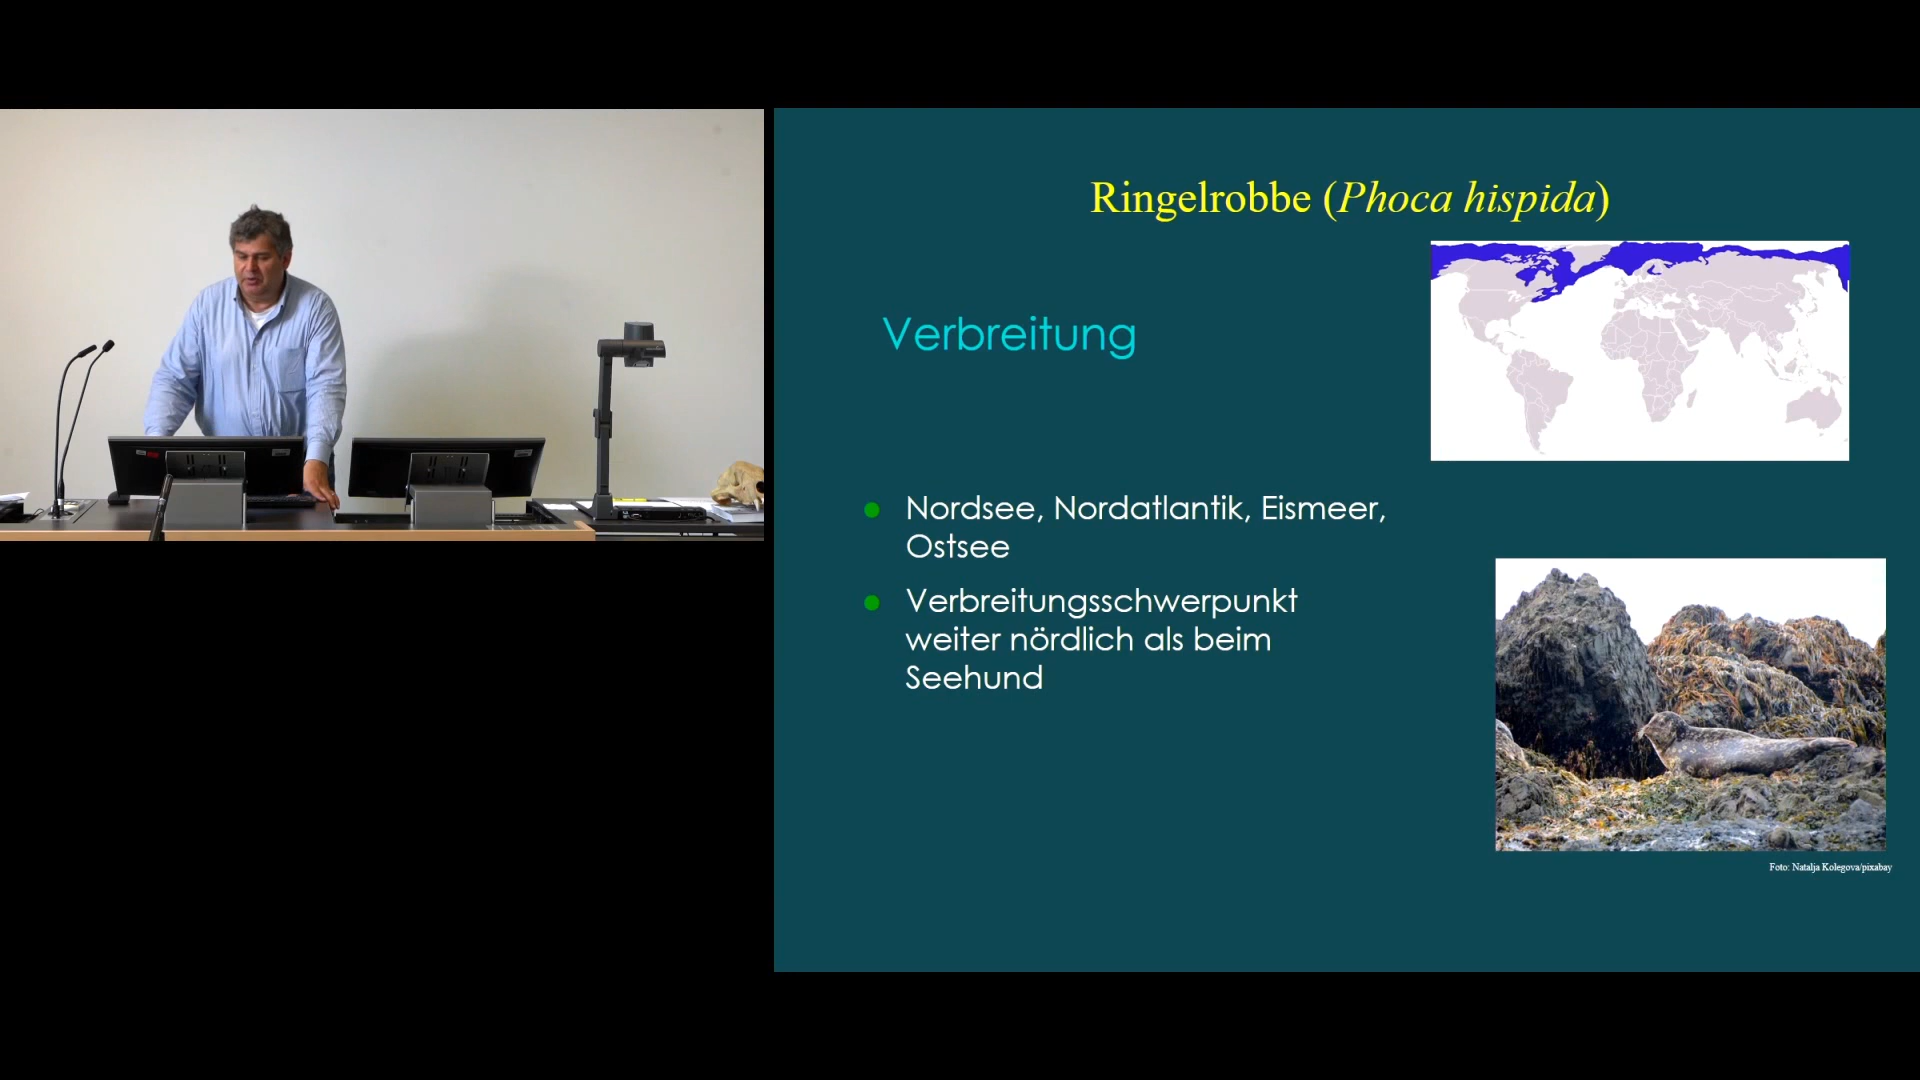 Ringelrobbe (Phoca hispida)
Verbreitung
Nordsee, Nordatlantik, Eismeer,
Ostsee
Verbreitungsschwerpunkt
weiter nördlich als beim
Seehund
Foto: Natalja Kolegova/pixabay